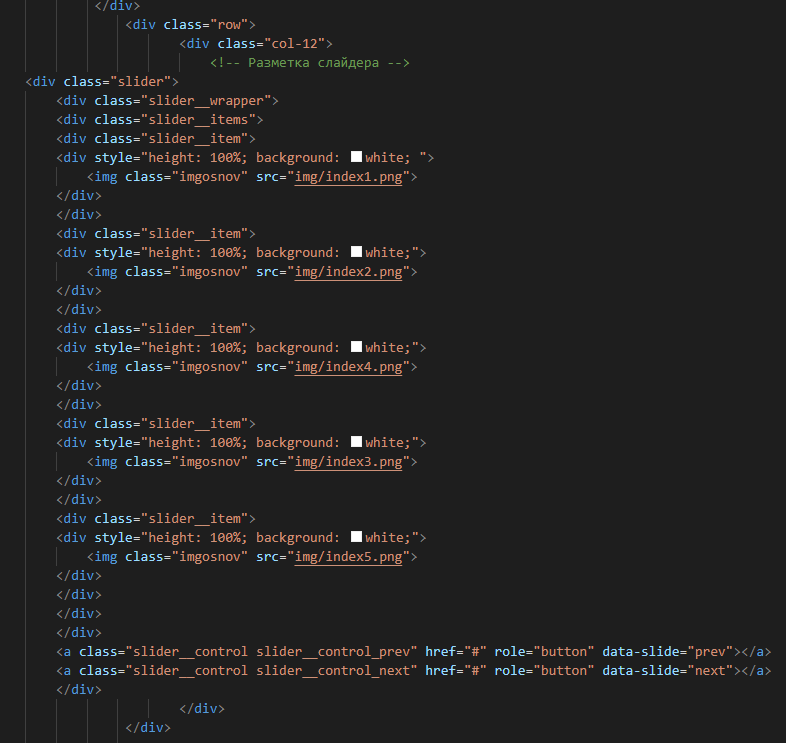 </div>
<div class="row">
<div class="col-12">
<!-- Разметка слайдера -->
<div class="slider">
<div class="slider__wrapper">
<div class="slider__items">
<div class="slider__item">
<div style="height: 100%; background: white; ">
<img class="imgosnov" src="img/index1.png">
</div>
</div>
<div class="slider__item">
<div style="height: 100%; background: white;">
<img class="imgosnov" src="img/index2.png">
</div>
</div>
<div class="slider__item">
<div style="height: 100%; background: white;">
<img class="imgosnov" src="img/index4.png">
</div>
</div>
<div class="slider__item">
<div style="height: 100%; background: white;">
<img class="imgosnov" src="img/index3.png">
</div>
</div>
<div class="slider__item">
<div style="height: 100%; background: white;">
<img class="imgosnov" src="img/index5.png">
</div>
</div>
</div>
</div>
<a class="slider__control slider__control_prev" href="#" role="button" data-slide="prev"></a>
<a class="slider__control slider__control_next" href="#" role="button" data-slide="next"></a>
</div>
</div>
</div>